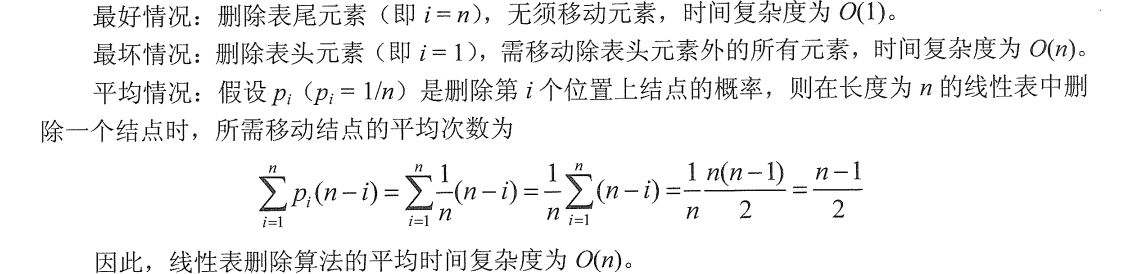 最好情况：删除表尾元素（即 i = n），无须移动元素，时间复杂度为 O(1)。
最坏情况：删除表头元素（即 i = 1），需移动除表头元素外的所有元素，时间复杂度为 O(n)。
平均情况：假设 pᵢ（pᵢ = 1/n）是删除第 i 个位置上结点的概率，则在长度为 n 的线性表中删
除一个结点时，所需移动结点的平均次数为
\sum_{i=1}^{n} p_i(n-i) = \sum_{i=1}^{n} \frac{1}{n}(n-i) = \frac{1}{n}\sum_{i=1}^{n}(n-i) = \frac{1}{n}\frac{n(n-1)}{2} = \frac{n-1}{2}
因此，线性表删除算法的平均时间复杂度为 O(n)。